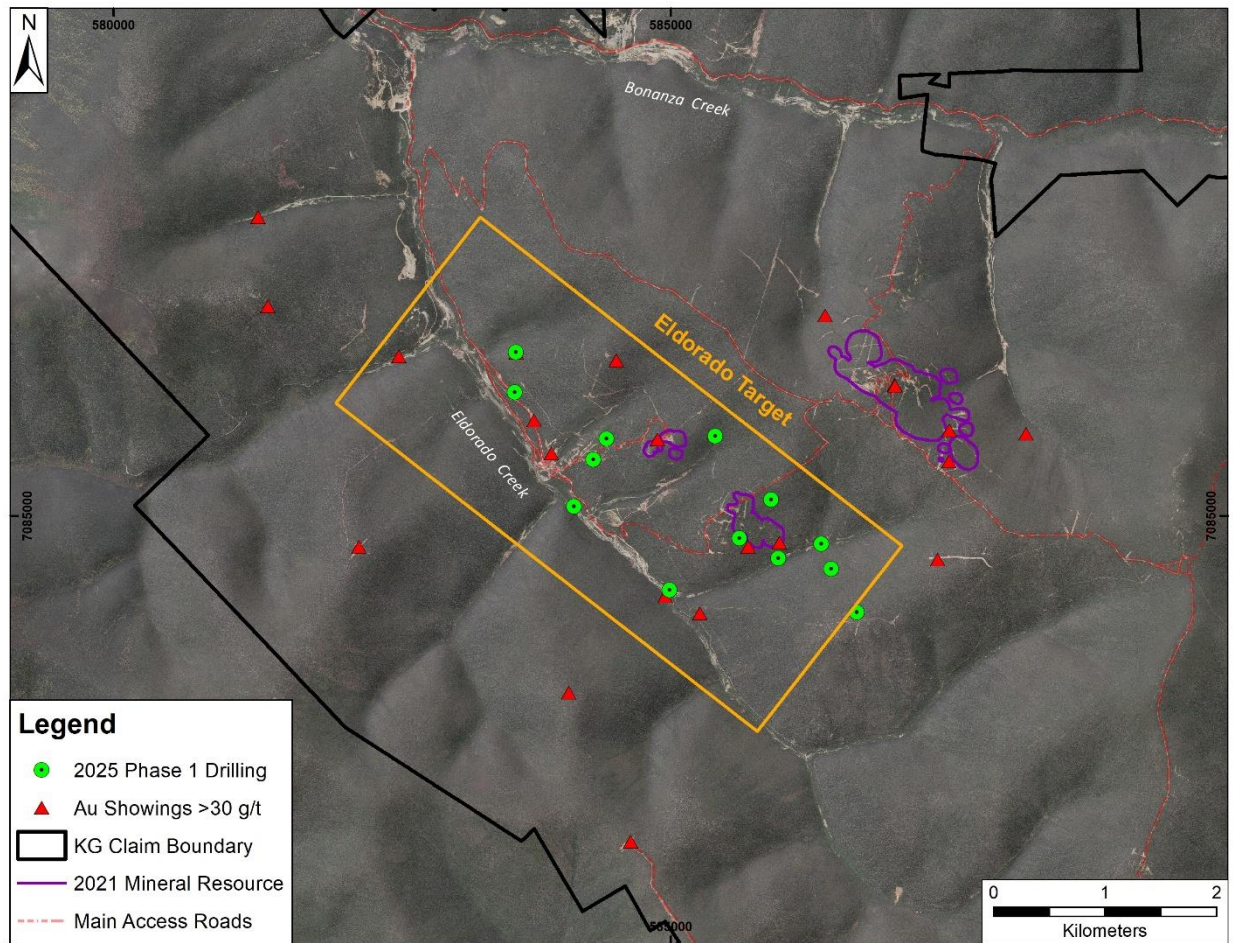 N
580000
585000
Bonanza Creek
Eldorado Target
Eldorado Creek
7085000
7085000
Legend
2025 Phase 1 Drilling
Au Showings >30 g/t
KG Claim Boundary
2021 Mineral Resource
Main Access Roads
585000
0 1 2
Kilometers